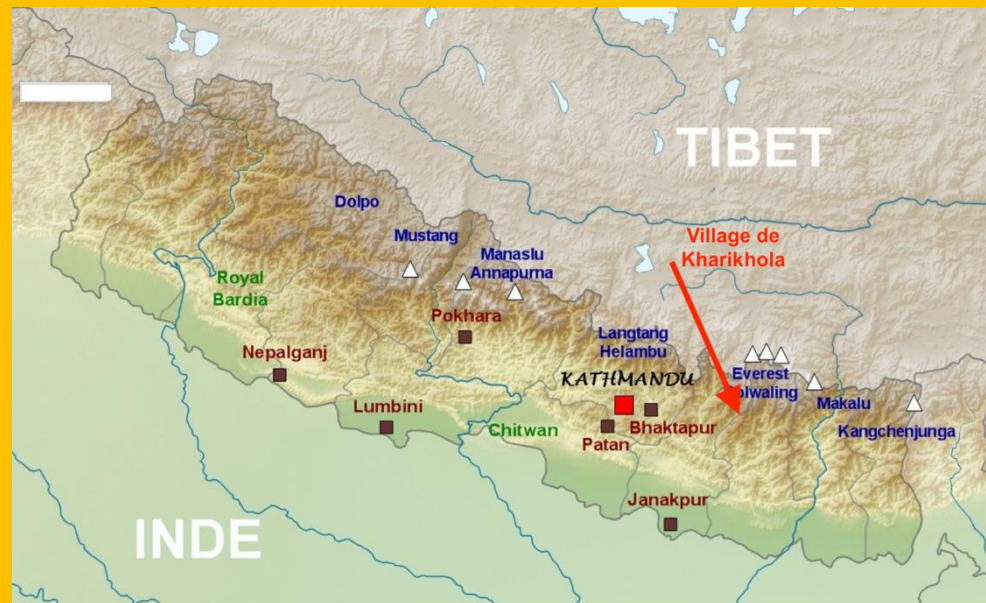 TIBET
Dolpo
Village de
Kharikhola
Mustang
Manaslu
Annapurna
Royal
Bardia
Pokhara
Langtang
Helambu
Nepalganj
KATHMANDU
Everest
Makalu
Lumbini
Chitwan
Patan
Bhaktapur
Kangchenjunga
Janakpur
INDE